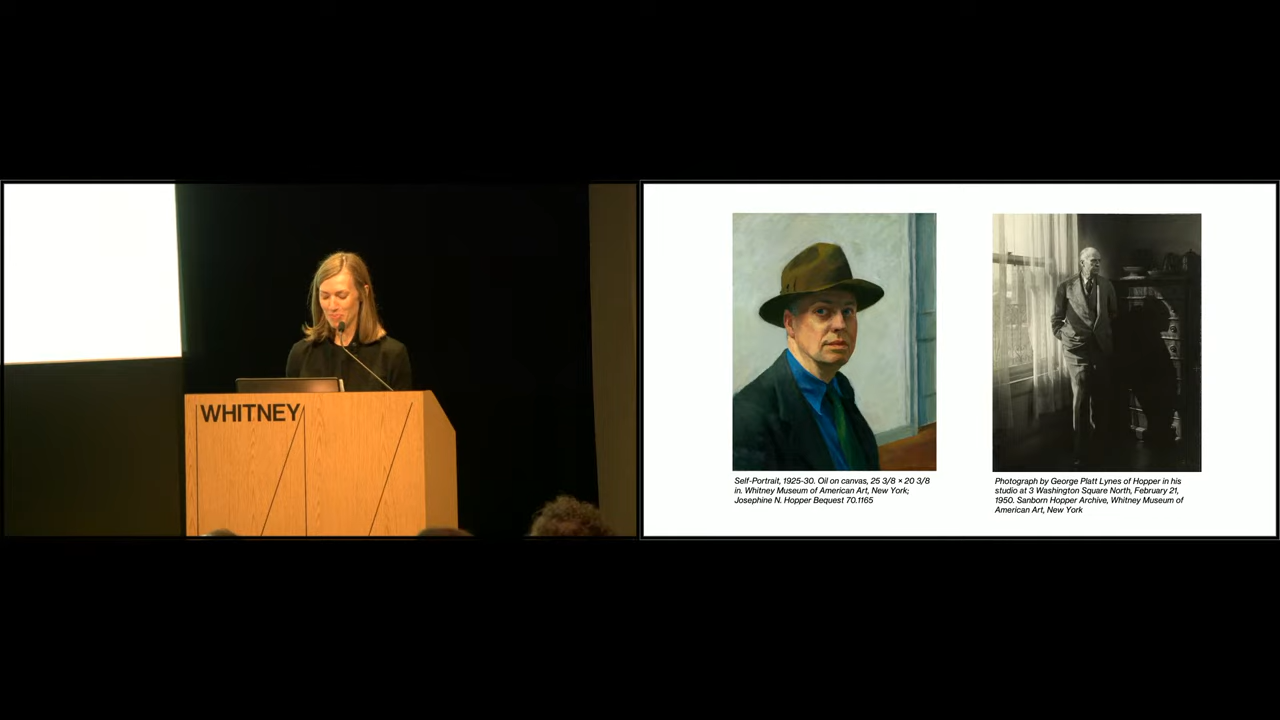 WHITNEY
Self-Portrait, 1925-30. Oil on canvas, 25 3/8 × 20 3/8
in. Whitney Museum of American Art, New York;
Josephine N. Hopper Bequest 70.1165
Photograph by George Platt Lynes of Hopper in his
studio at 3 Washington Square North, February 21,
1950. Sanborn Hopper Archive, Whitney Museum of
American Art, New York